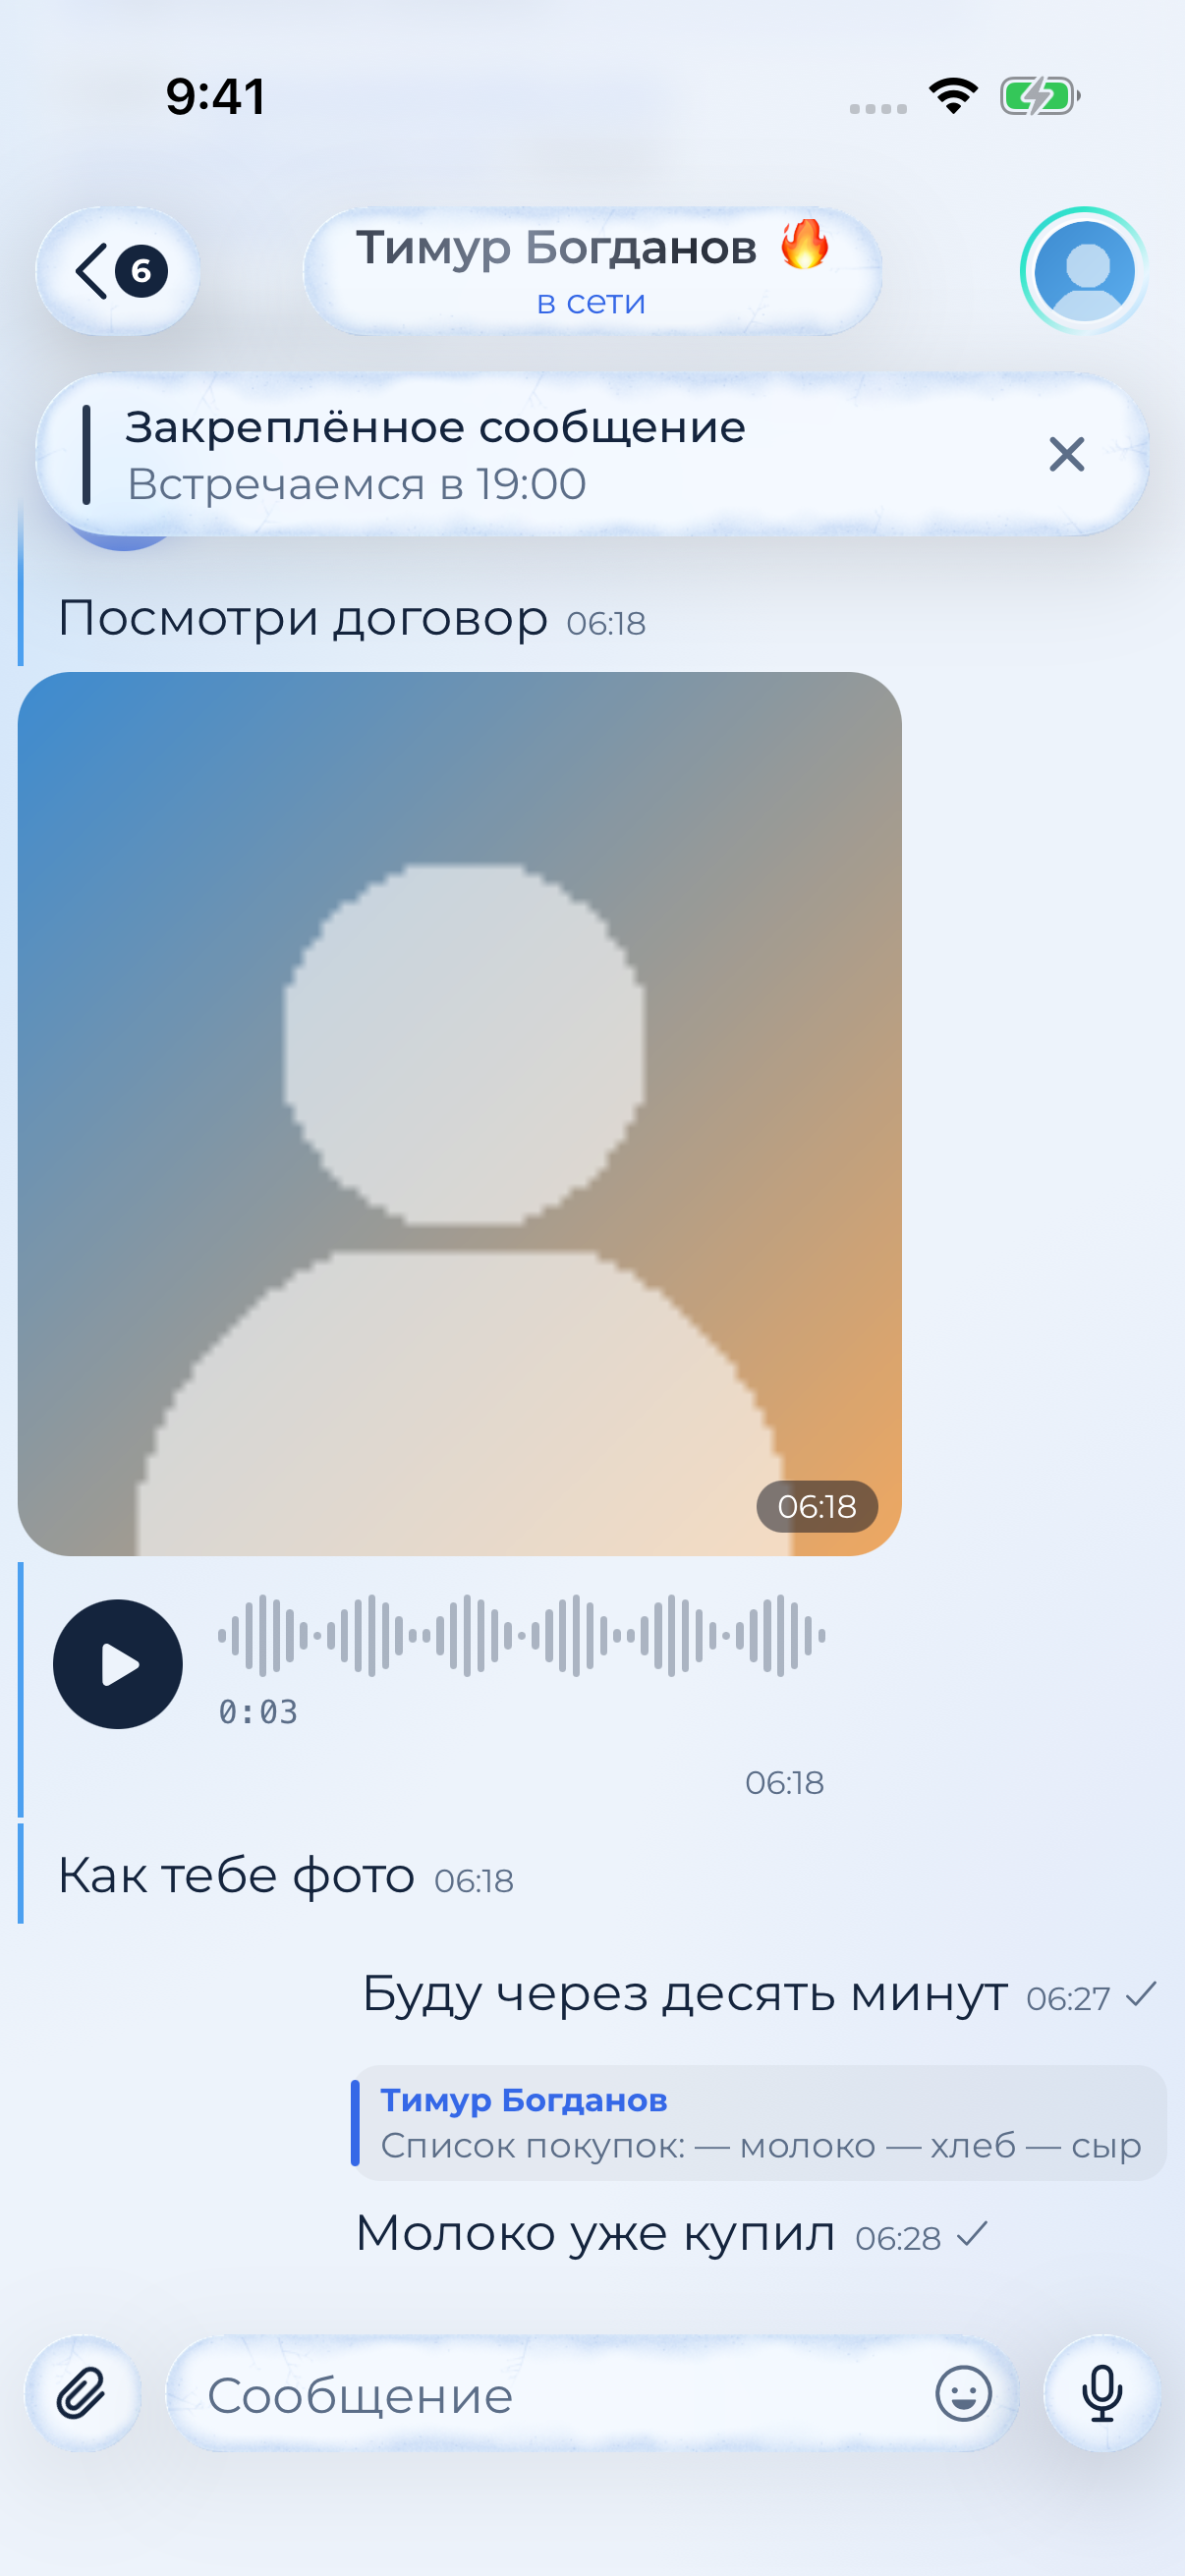 9:41
6
Тимур Богданов 🔥
в сети
Закреплённое сообщение
Встречаемся в 19:00
Посмотри договор 06:18
06:18
0:03
06:18
Как тебе фото 06:18
Буду через десять минут 06:27
Тимур Богданов
Список покупок: — молоко — хлеб — сыр
Молоко уже купил 06:28
Сообщение